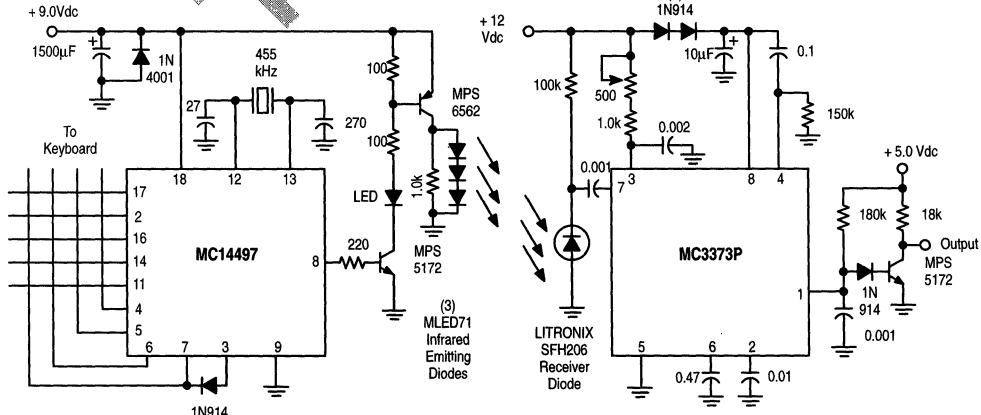 + 9.0Vdc
1500µF
+
1N
4001
455
kHz
27
270
100
100
LED
MPS
6562
1.0k
MPS
5172
To
Keyboard
18
12
13
17
2
16
14
11
4
5
6
7
3
9
8
MC14497
220
1N914
(3)
MLED71
Infrared
Emitting
Diodes
+ 12
Vdc
100k
500
1.0k
0.002
0.001
1N914
10µF
+
0.1
150k
7
3
8
4
MC3373P
1
5
6
2
0.47
0.01
LITRONIX
SFH206
Receiver
Diode
+ 5.0 Vdc
180k
18k
Output
MPS
5172
1N
914
0.001